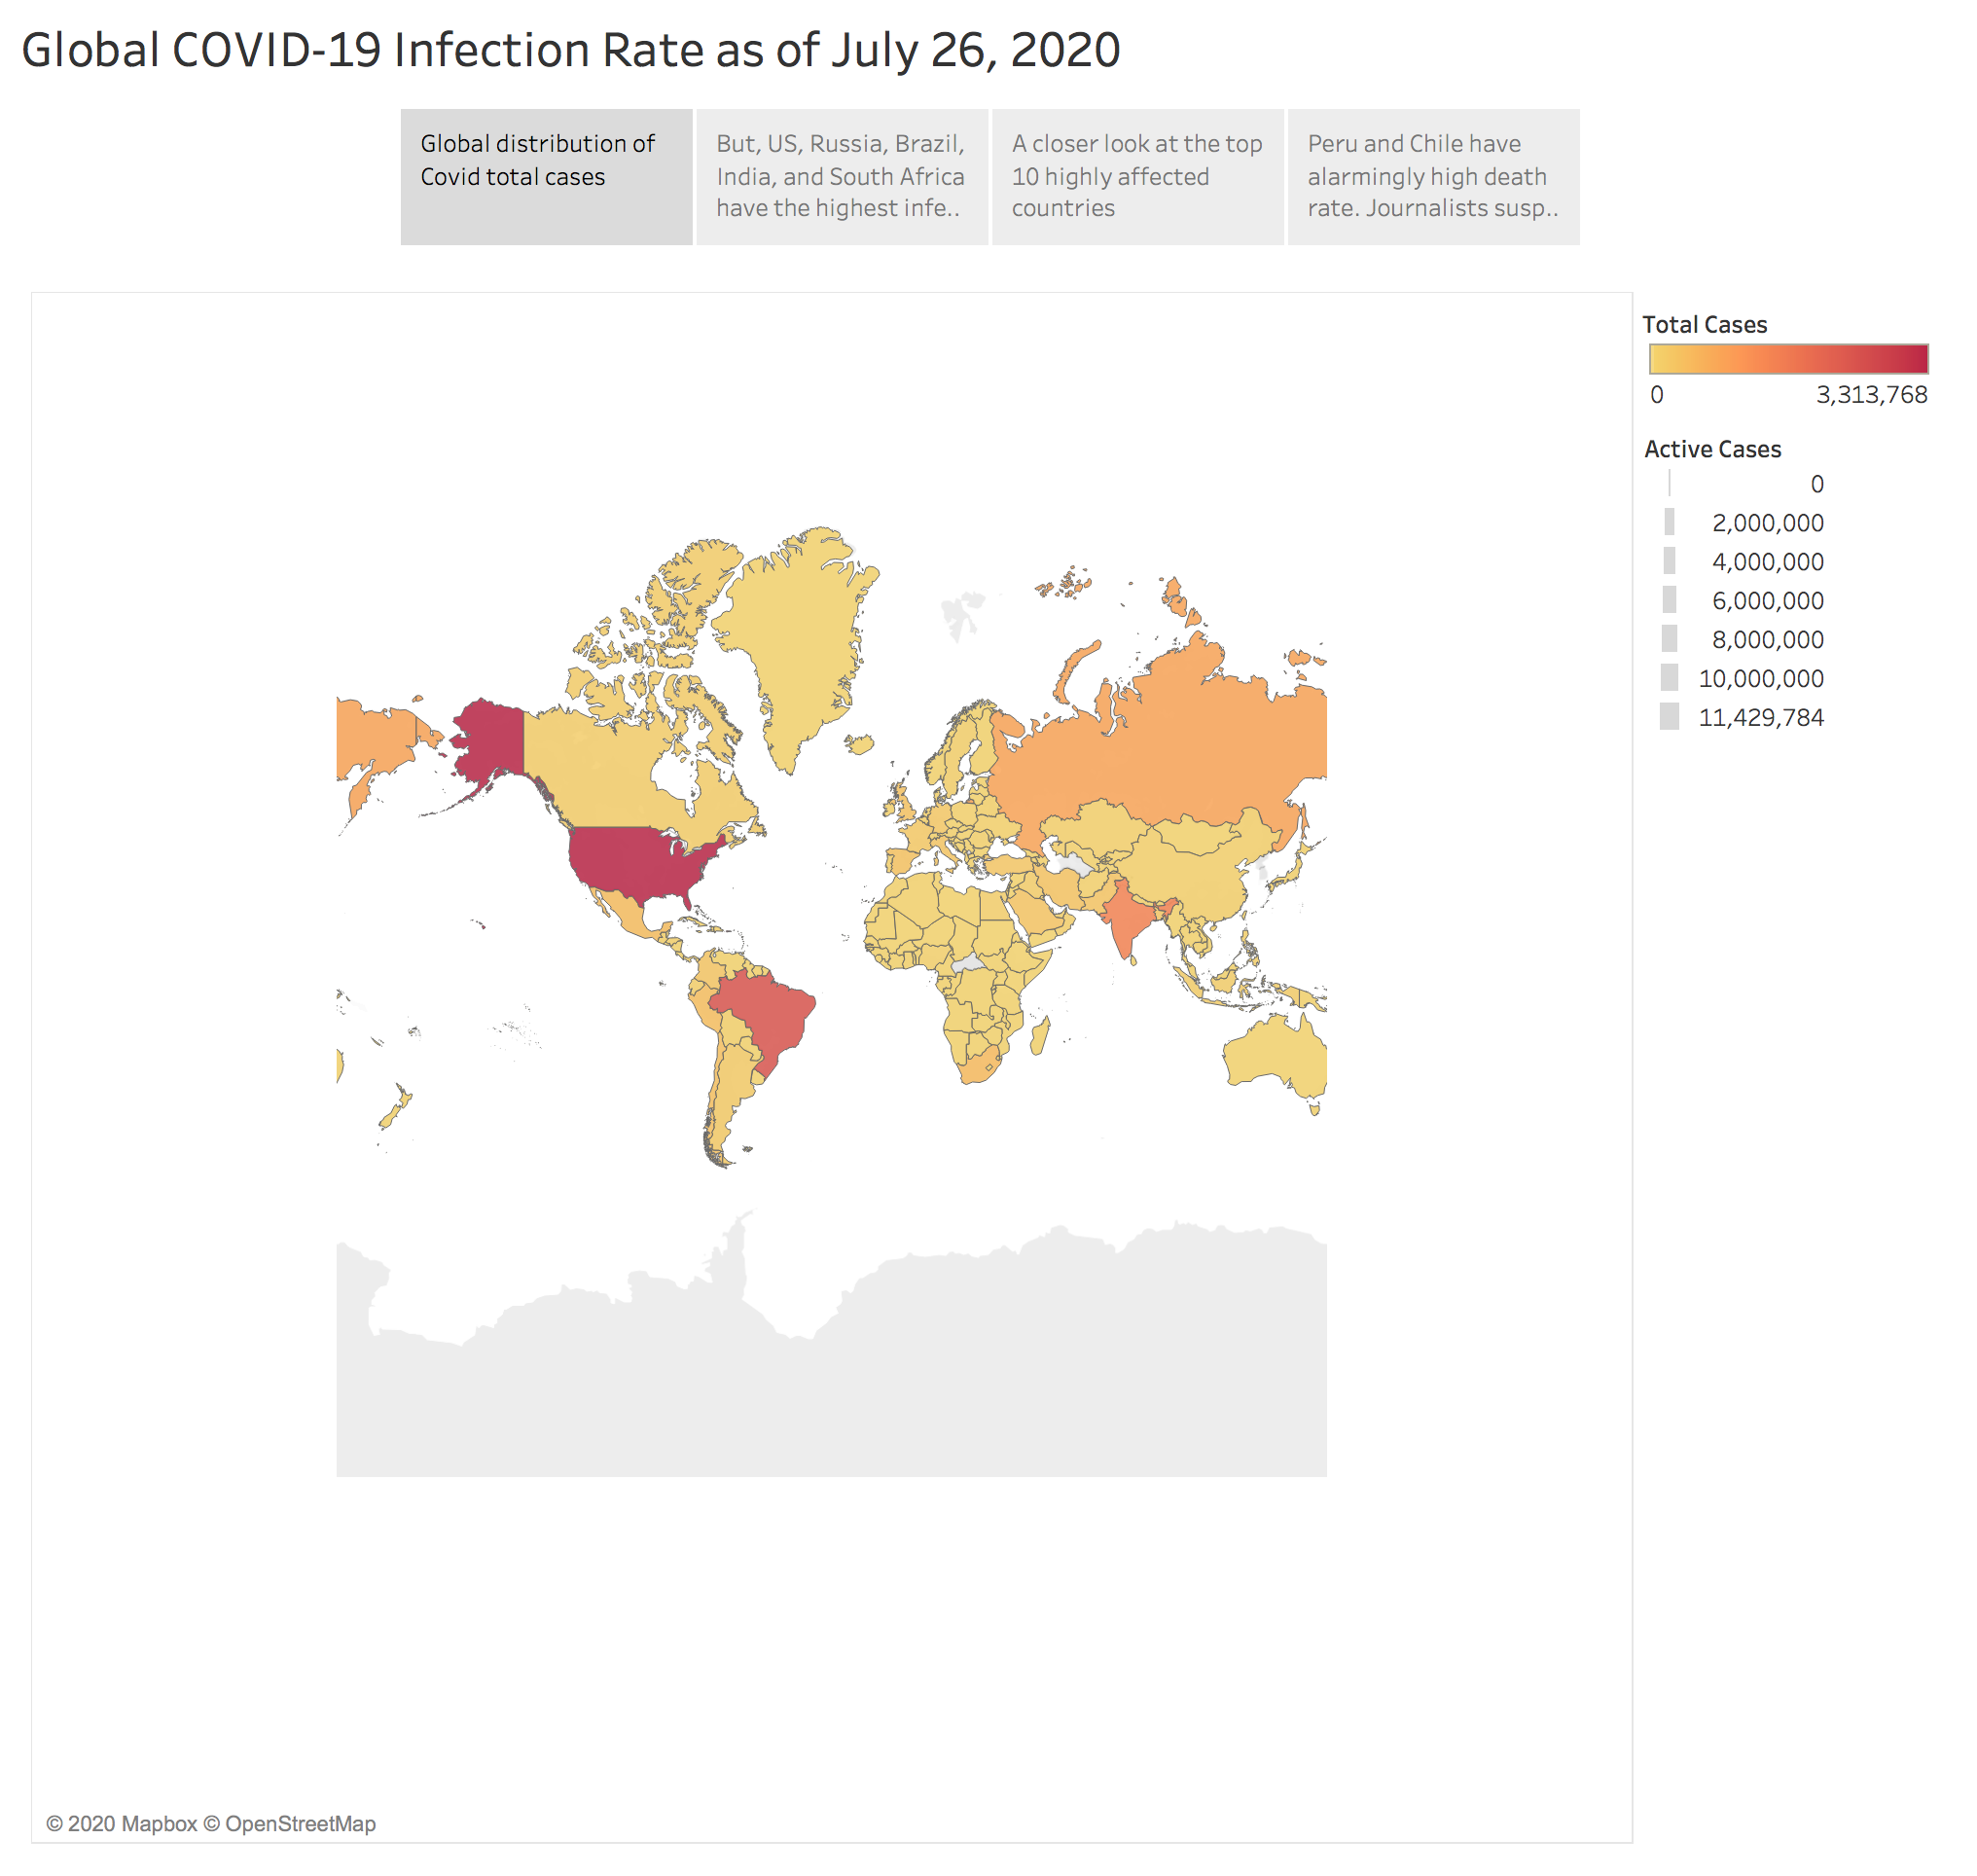 Global COVID-19 Infection Rate as of July 26, 2020
Global distribution of
Covid total cases
But, US, Russia, Brazil,
India, and South Africa
have the highest infe..
A closer look at the top
10 highly affected
countries
Peru and Chile have
alarmingly high death
rate. Journalists susp..
Total Cases
0 3,313,768
Active Cases
0
2,000,000
4,000,000
6,000,000
8,000,000
10,000,000
11,429,784
© 2020 Mapbox © OpenStreetMap